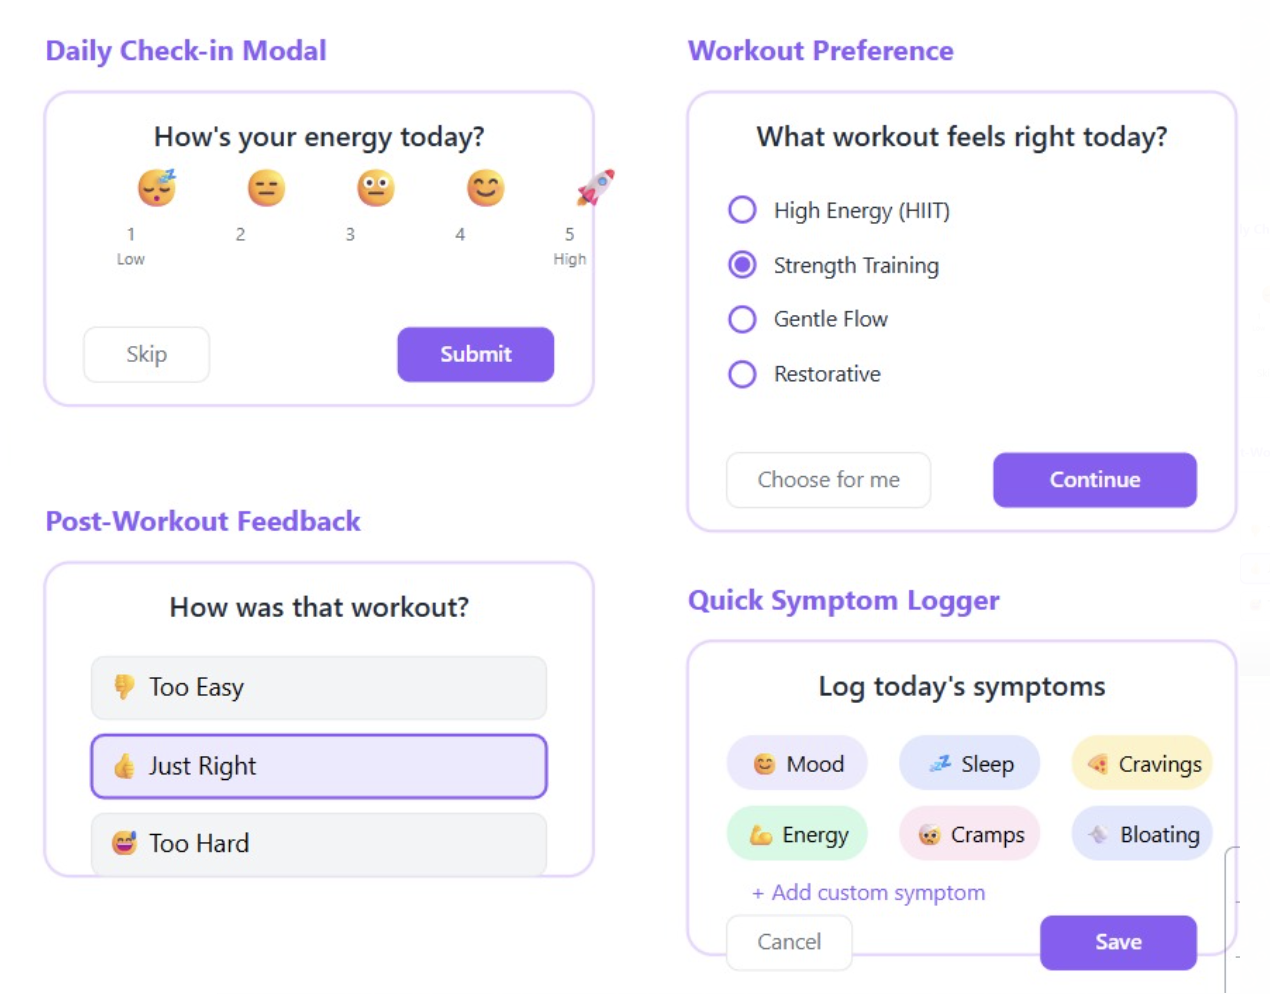 Daily Check-in Modal
How's your energy today?
1 2 3 4 5
Low High
Skip Submit
Workout Preference
What workout feels right today?
High Energy (HIIT)
Strength Training
Gentle Flow
Restorative
Choose for me Continue
Post-Workout Feedback
How was that workout?
Too Easy
Just Right
Too Hard
Quick Symptom Logger
Log today's symptoms
Mood Sleep Cravings
Energy Cramps Bloating
+ Add custom symptom
Cancel Save